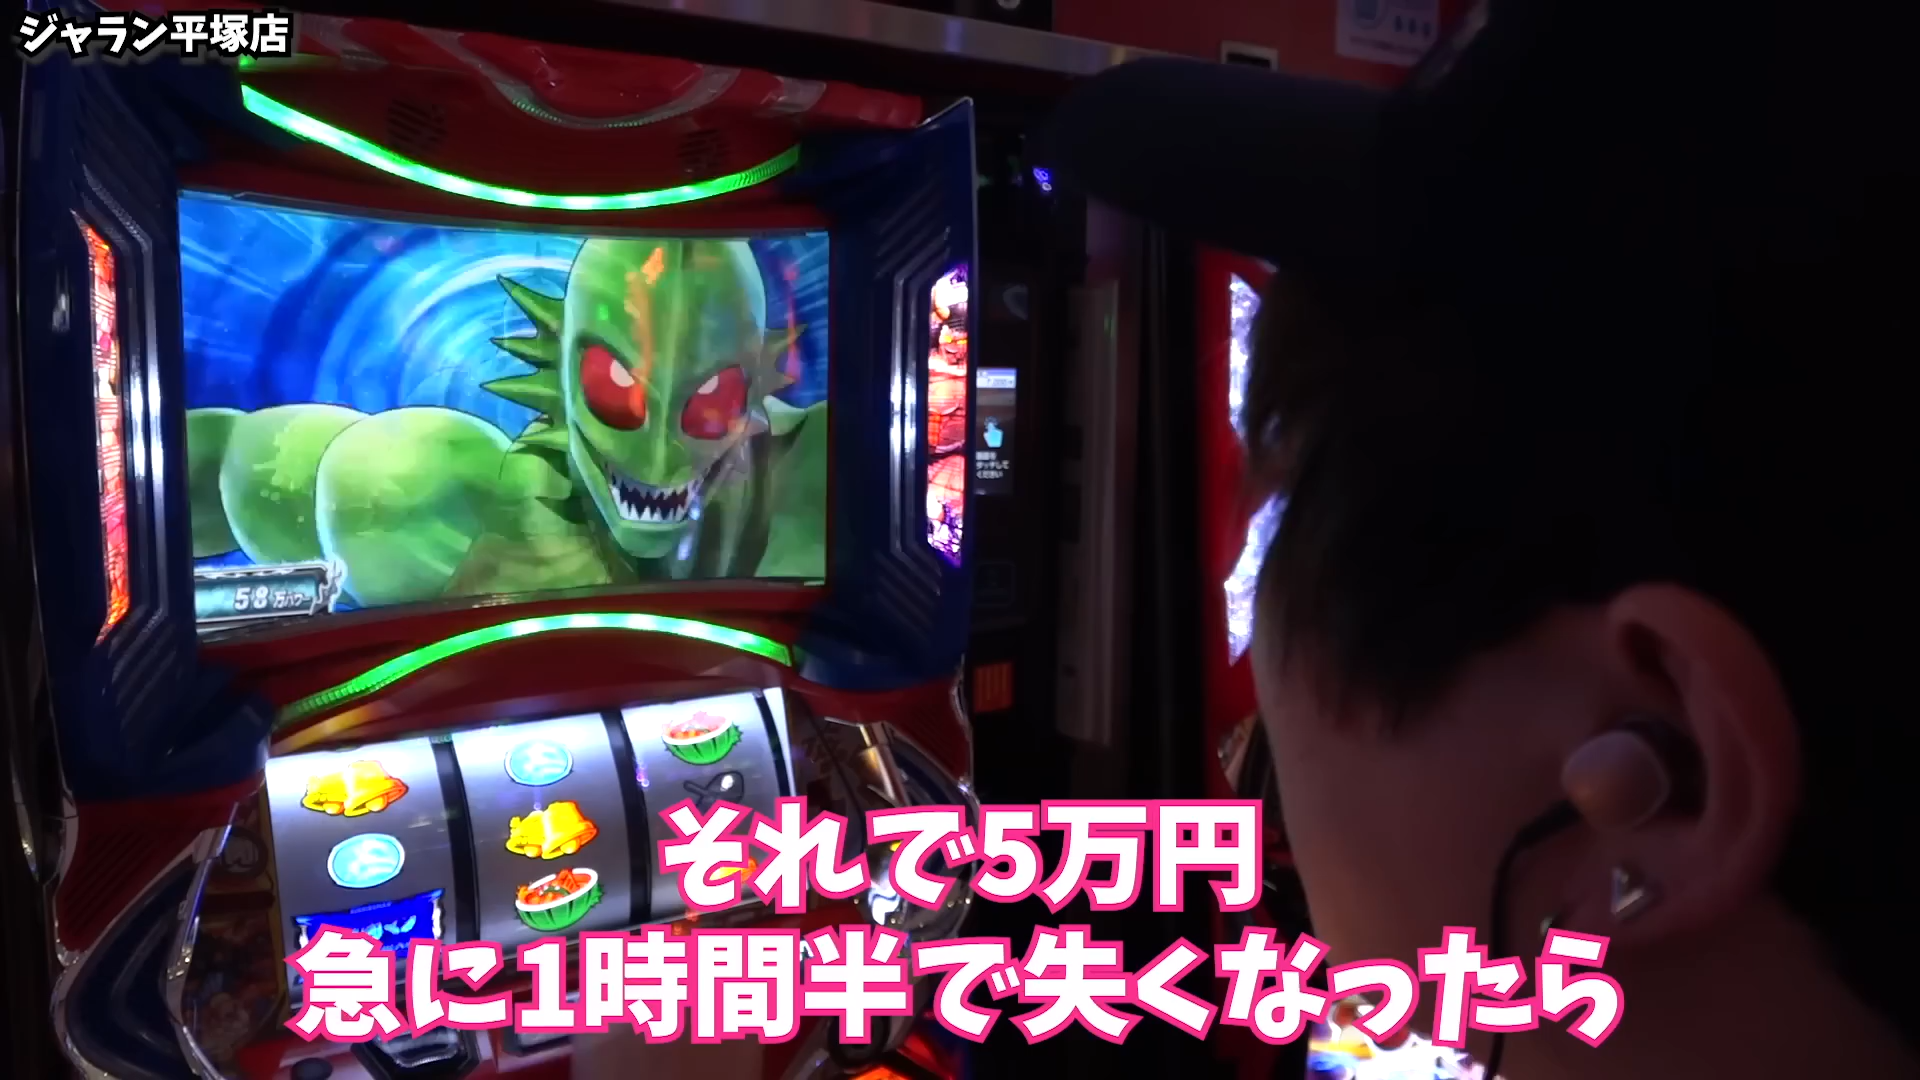 ジャラン平塚店
58万パワー
それで5万円
急に1時間半で失くなったら